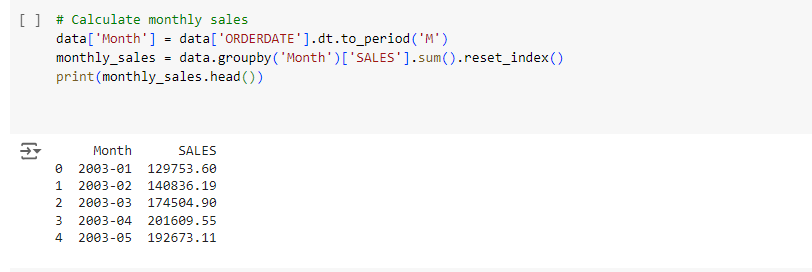 [ ] # Calculate monthly sales
data['Month'] = data['ORDERDATE'].dt.to_period('M')
monthly_sales = data.groupby('Month')['SALES'].sum().reset_index()
print(monthly_sales.head())
Month SALES
0 2003-01 129753.60
1 2003-02 140836.19
2 2003-03 174504.90
3 2003-04 201609.55
4 2003-05 192673.11